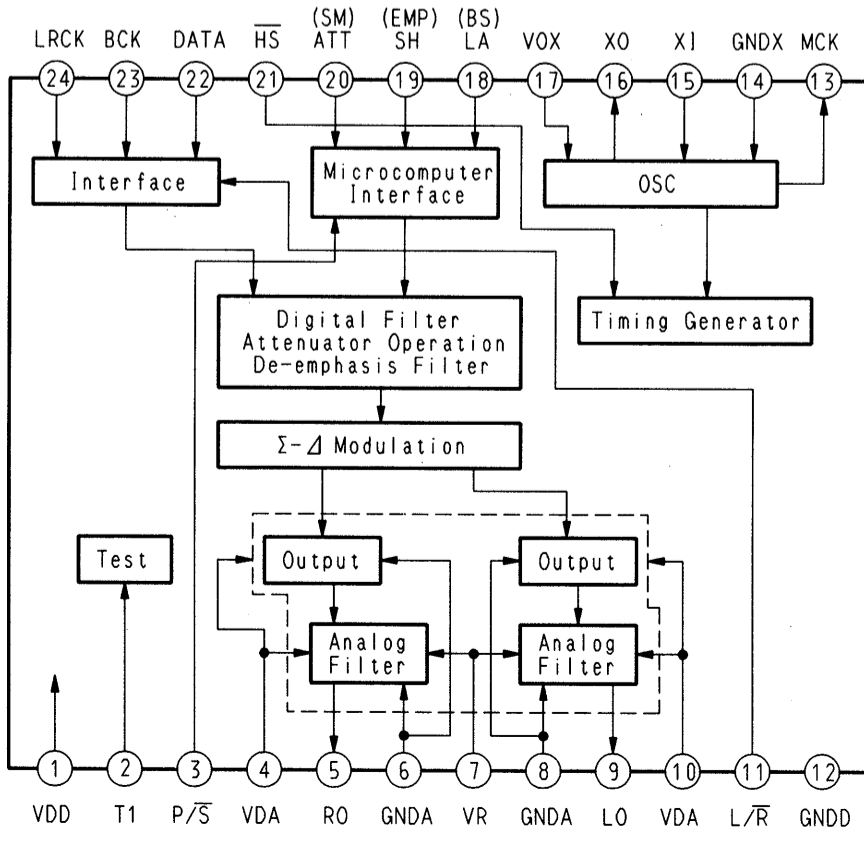 (SM) (EMP) (BS)
LRCK BCK DATA H̅S̅ ATT SH LA VOX XO XI GNDX MCK
24 23 22 21 20 19 18 17 16 15 14 13
Interface
Microcomputer
Interface
OSC
Digital Filter
Attenuator Operation
De-emphasis Filter
Timing Generator
Σ-Δ Modulation
Test
Output
Output
Analog
Filter
Analog
Filter
1 2 3 4 5 6 7 8 9 10 11 12
VDD T1 P/S̅ VDA RO GNDA VR GNDA LO VDA L/R̅ GNDD